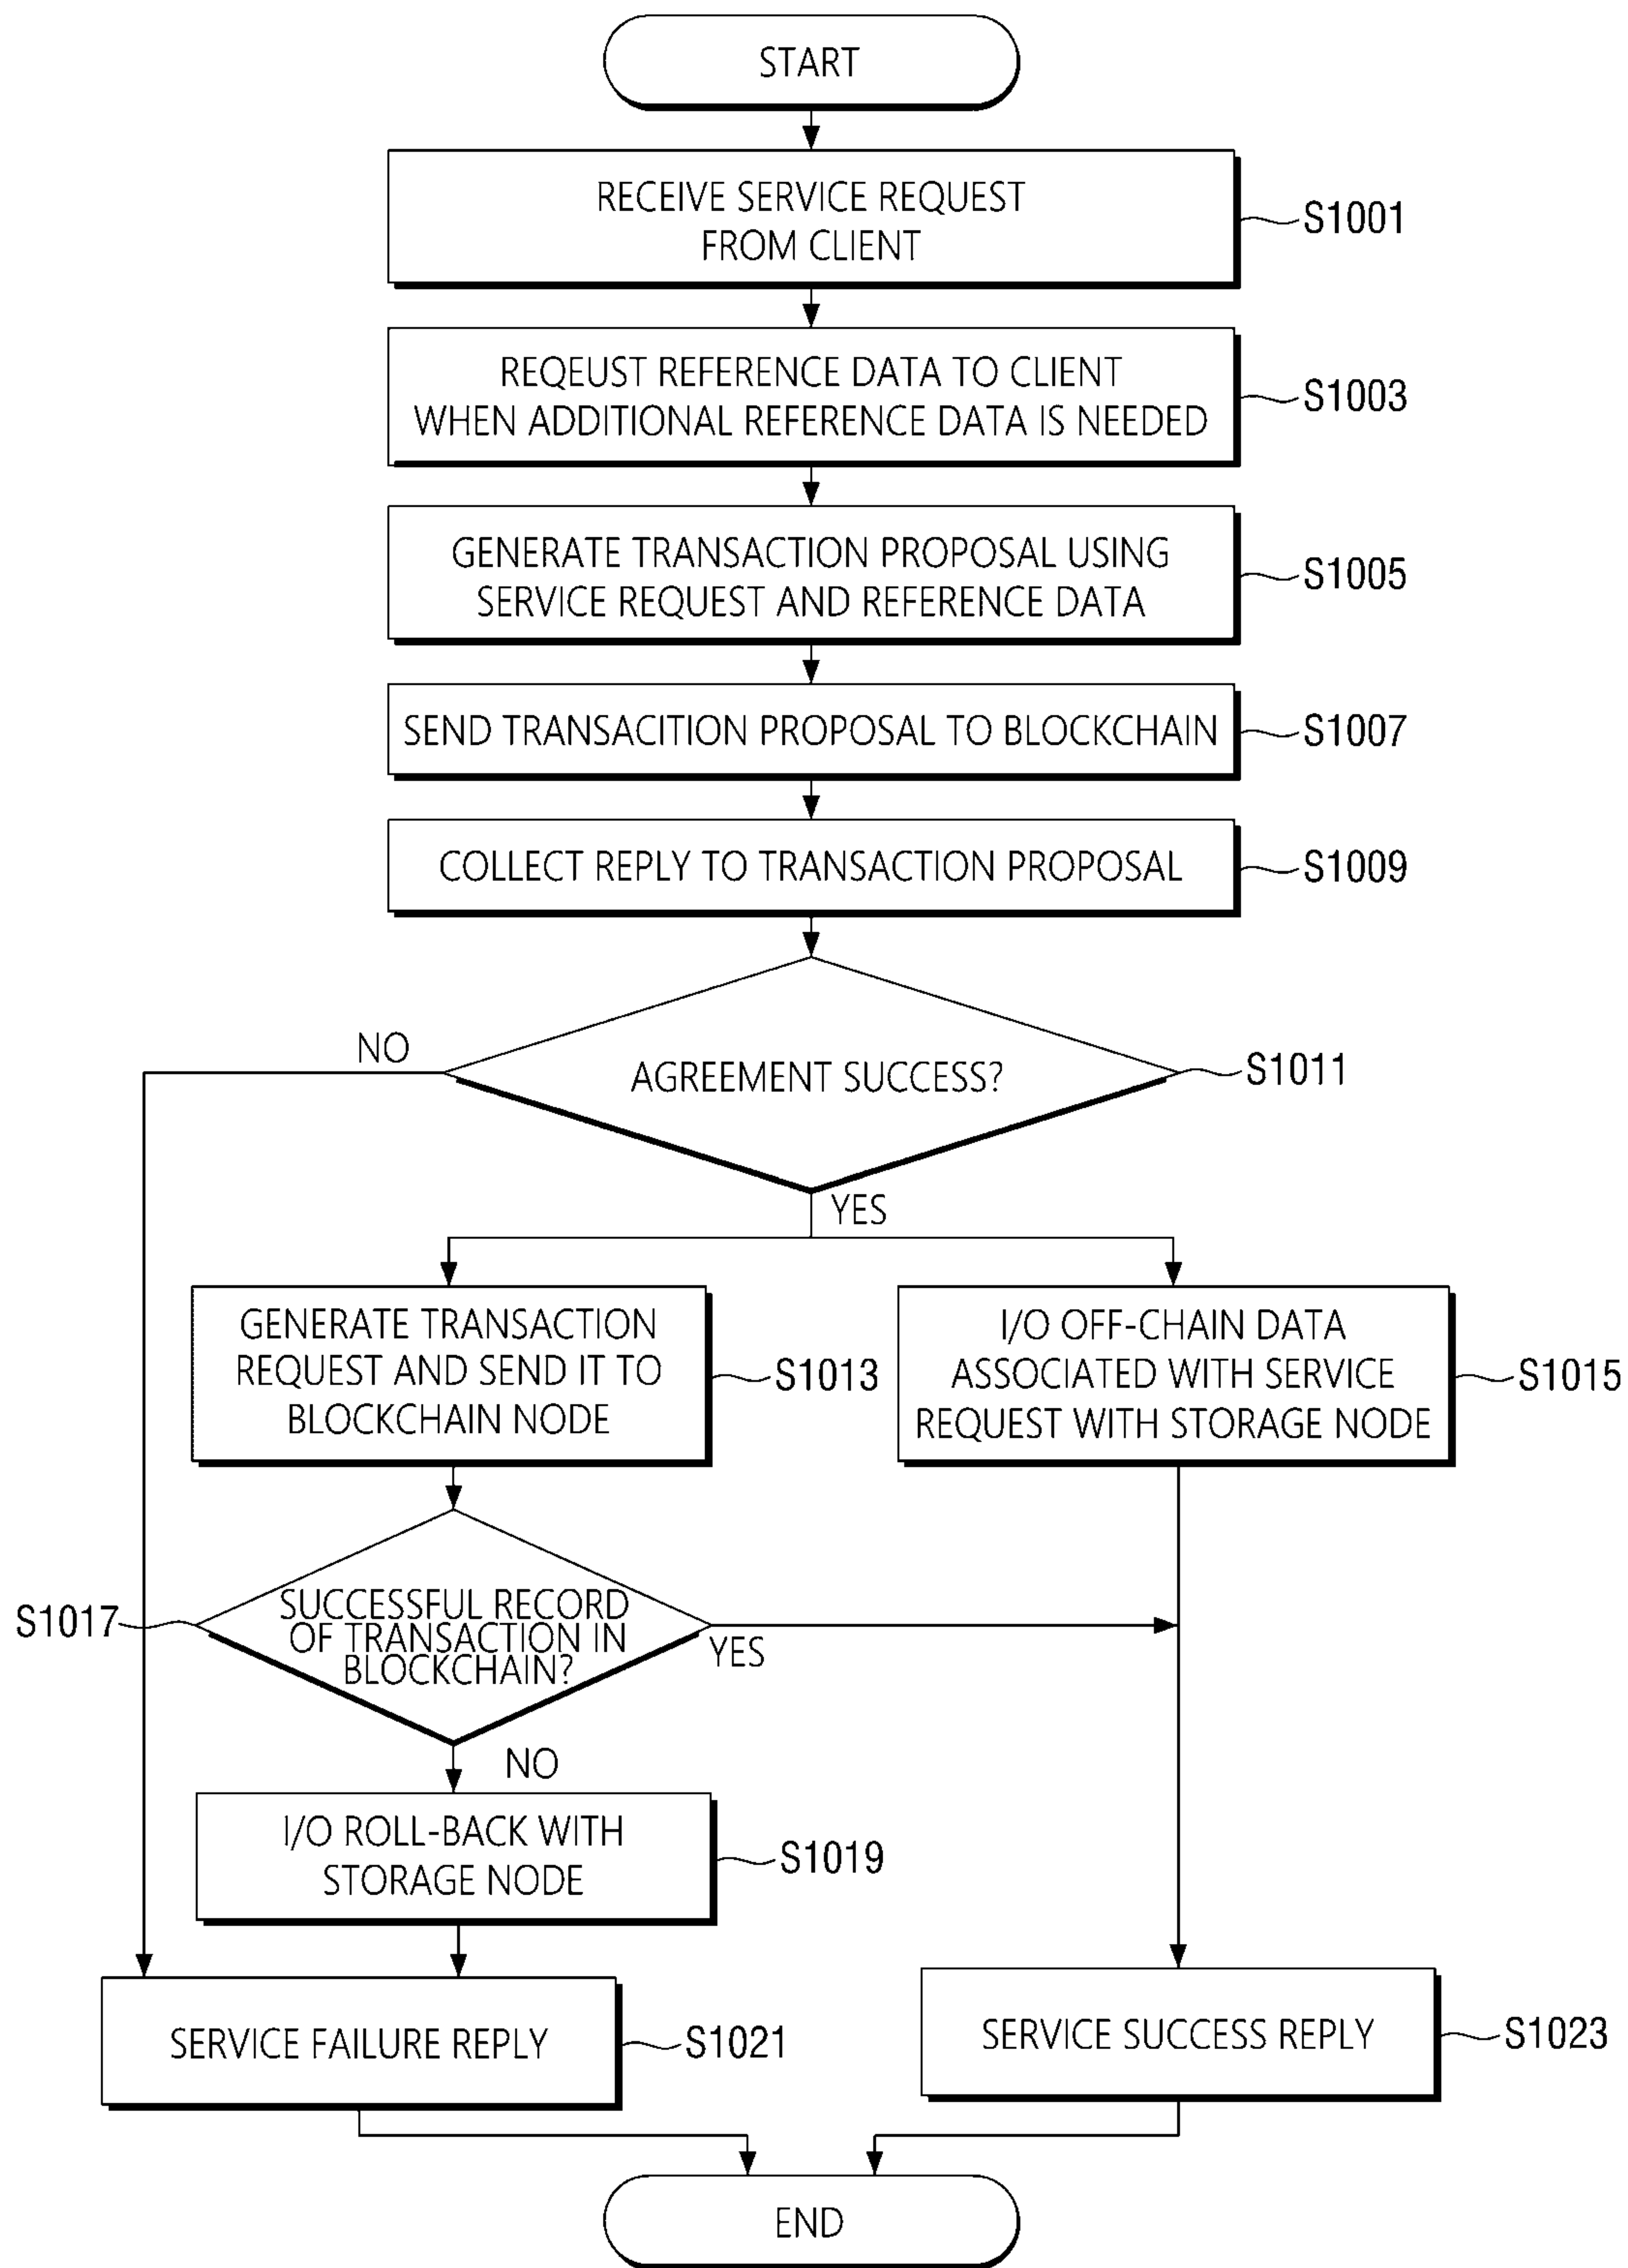 START
RECEIVE SERVICE REQUEST
FROM CLIENT
S1001
REQEUST REFERENCE DATA TO CLIENT
WHEN ADDITIONAL REFERENCE DATA IS NEEDED
S1003
GENERATE TRANSACTION PROPOSAL USING
SERVICE REQUEST AND REFERENCE DATA
S1005
SEND TRANSACITION PROPOSAL TO BLOCKCHAIN
S1007
COLLECT REPLY TO TRANSACTION PROPOSAL
S1009
NO
AGREEMENT SUCCESS?
S1011
YES
GENERATE TRANSACTION
REQUEST AND SEND IT TO
BLOCKCHAIN NODE
S1013
I/O OFF-CHAIN DATA
ASSOCIATED WITH SERVICE
REQUEST WITH STORAGE NODE
S1015
S1017
SUCCESSFUL RECORD
OF TRANSACTION IN
BLOCKCHAIN?
YES
NO
I/O ROLL-BACK WITH
STORAGE NODE
S1019
SERVICE FAILURE REPLY
S1021
SERVICE SUCCESS REPLY
S1023
END